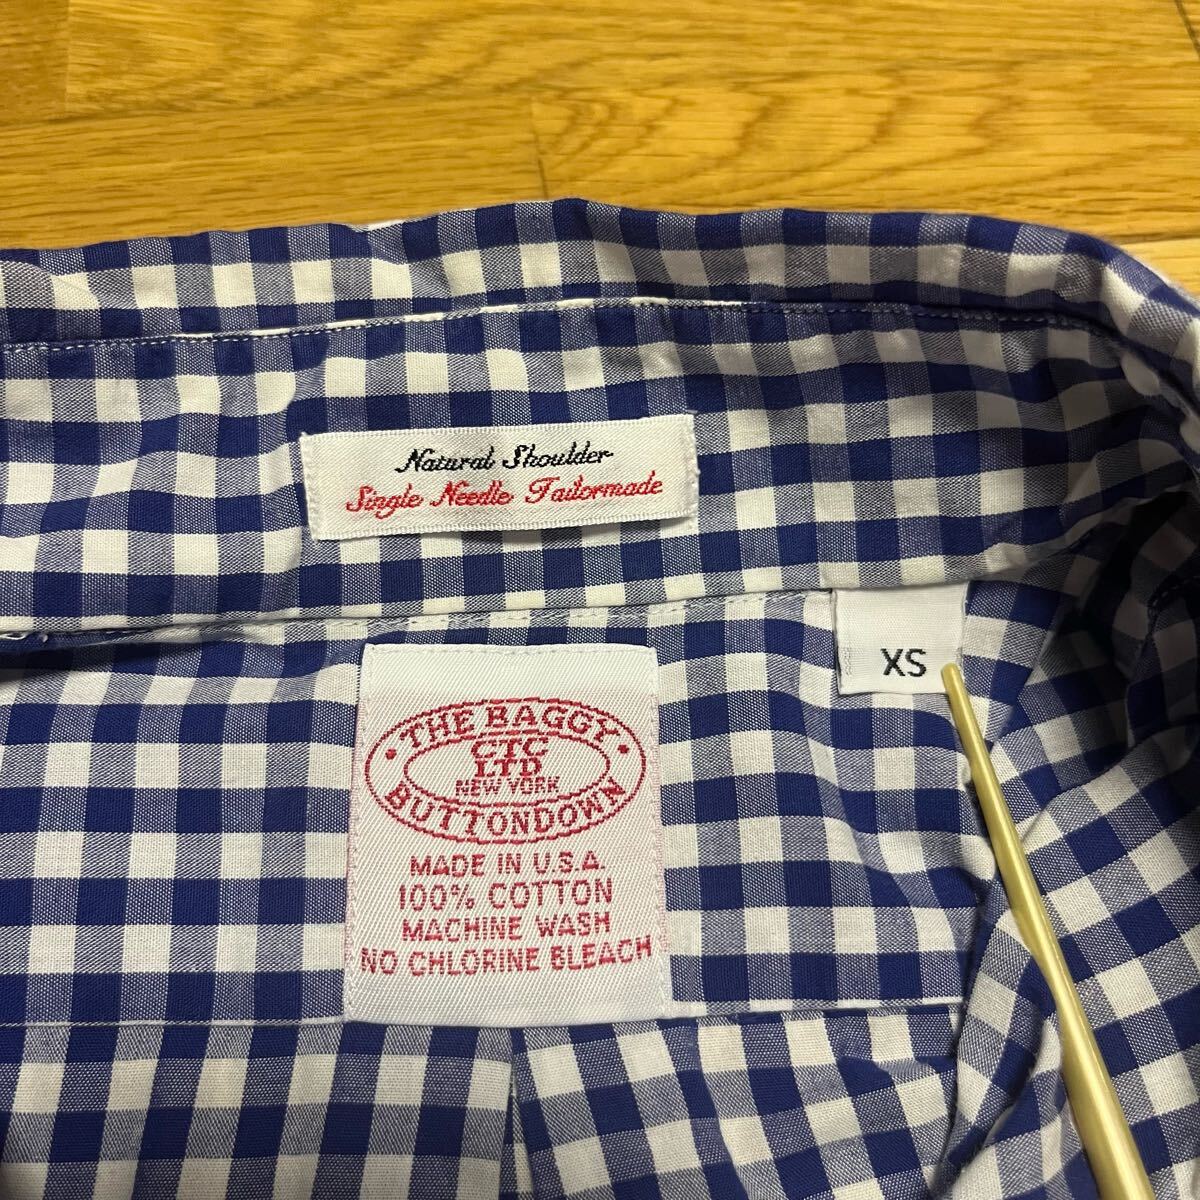 Natural Shoulder
Single Needle Tailormade
XS
THE BAGGY
CTC
LTD
NEW YORK
BUTTONDOWN
MADE IN U.S.A.
100% COTTON
MACHINE WASH
NO CHLORINE BLEACH